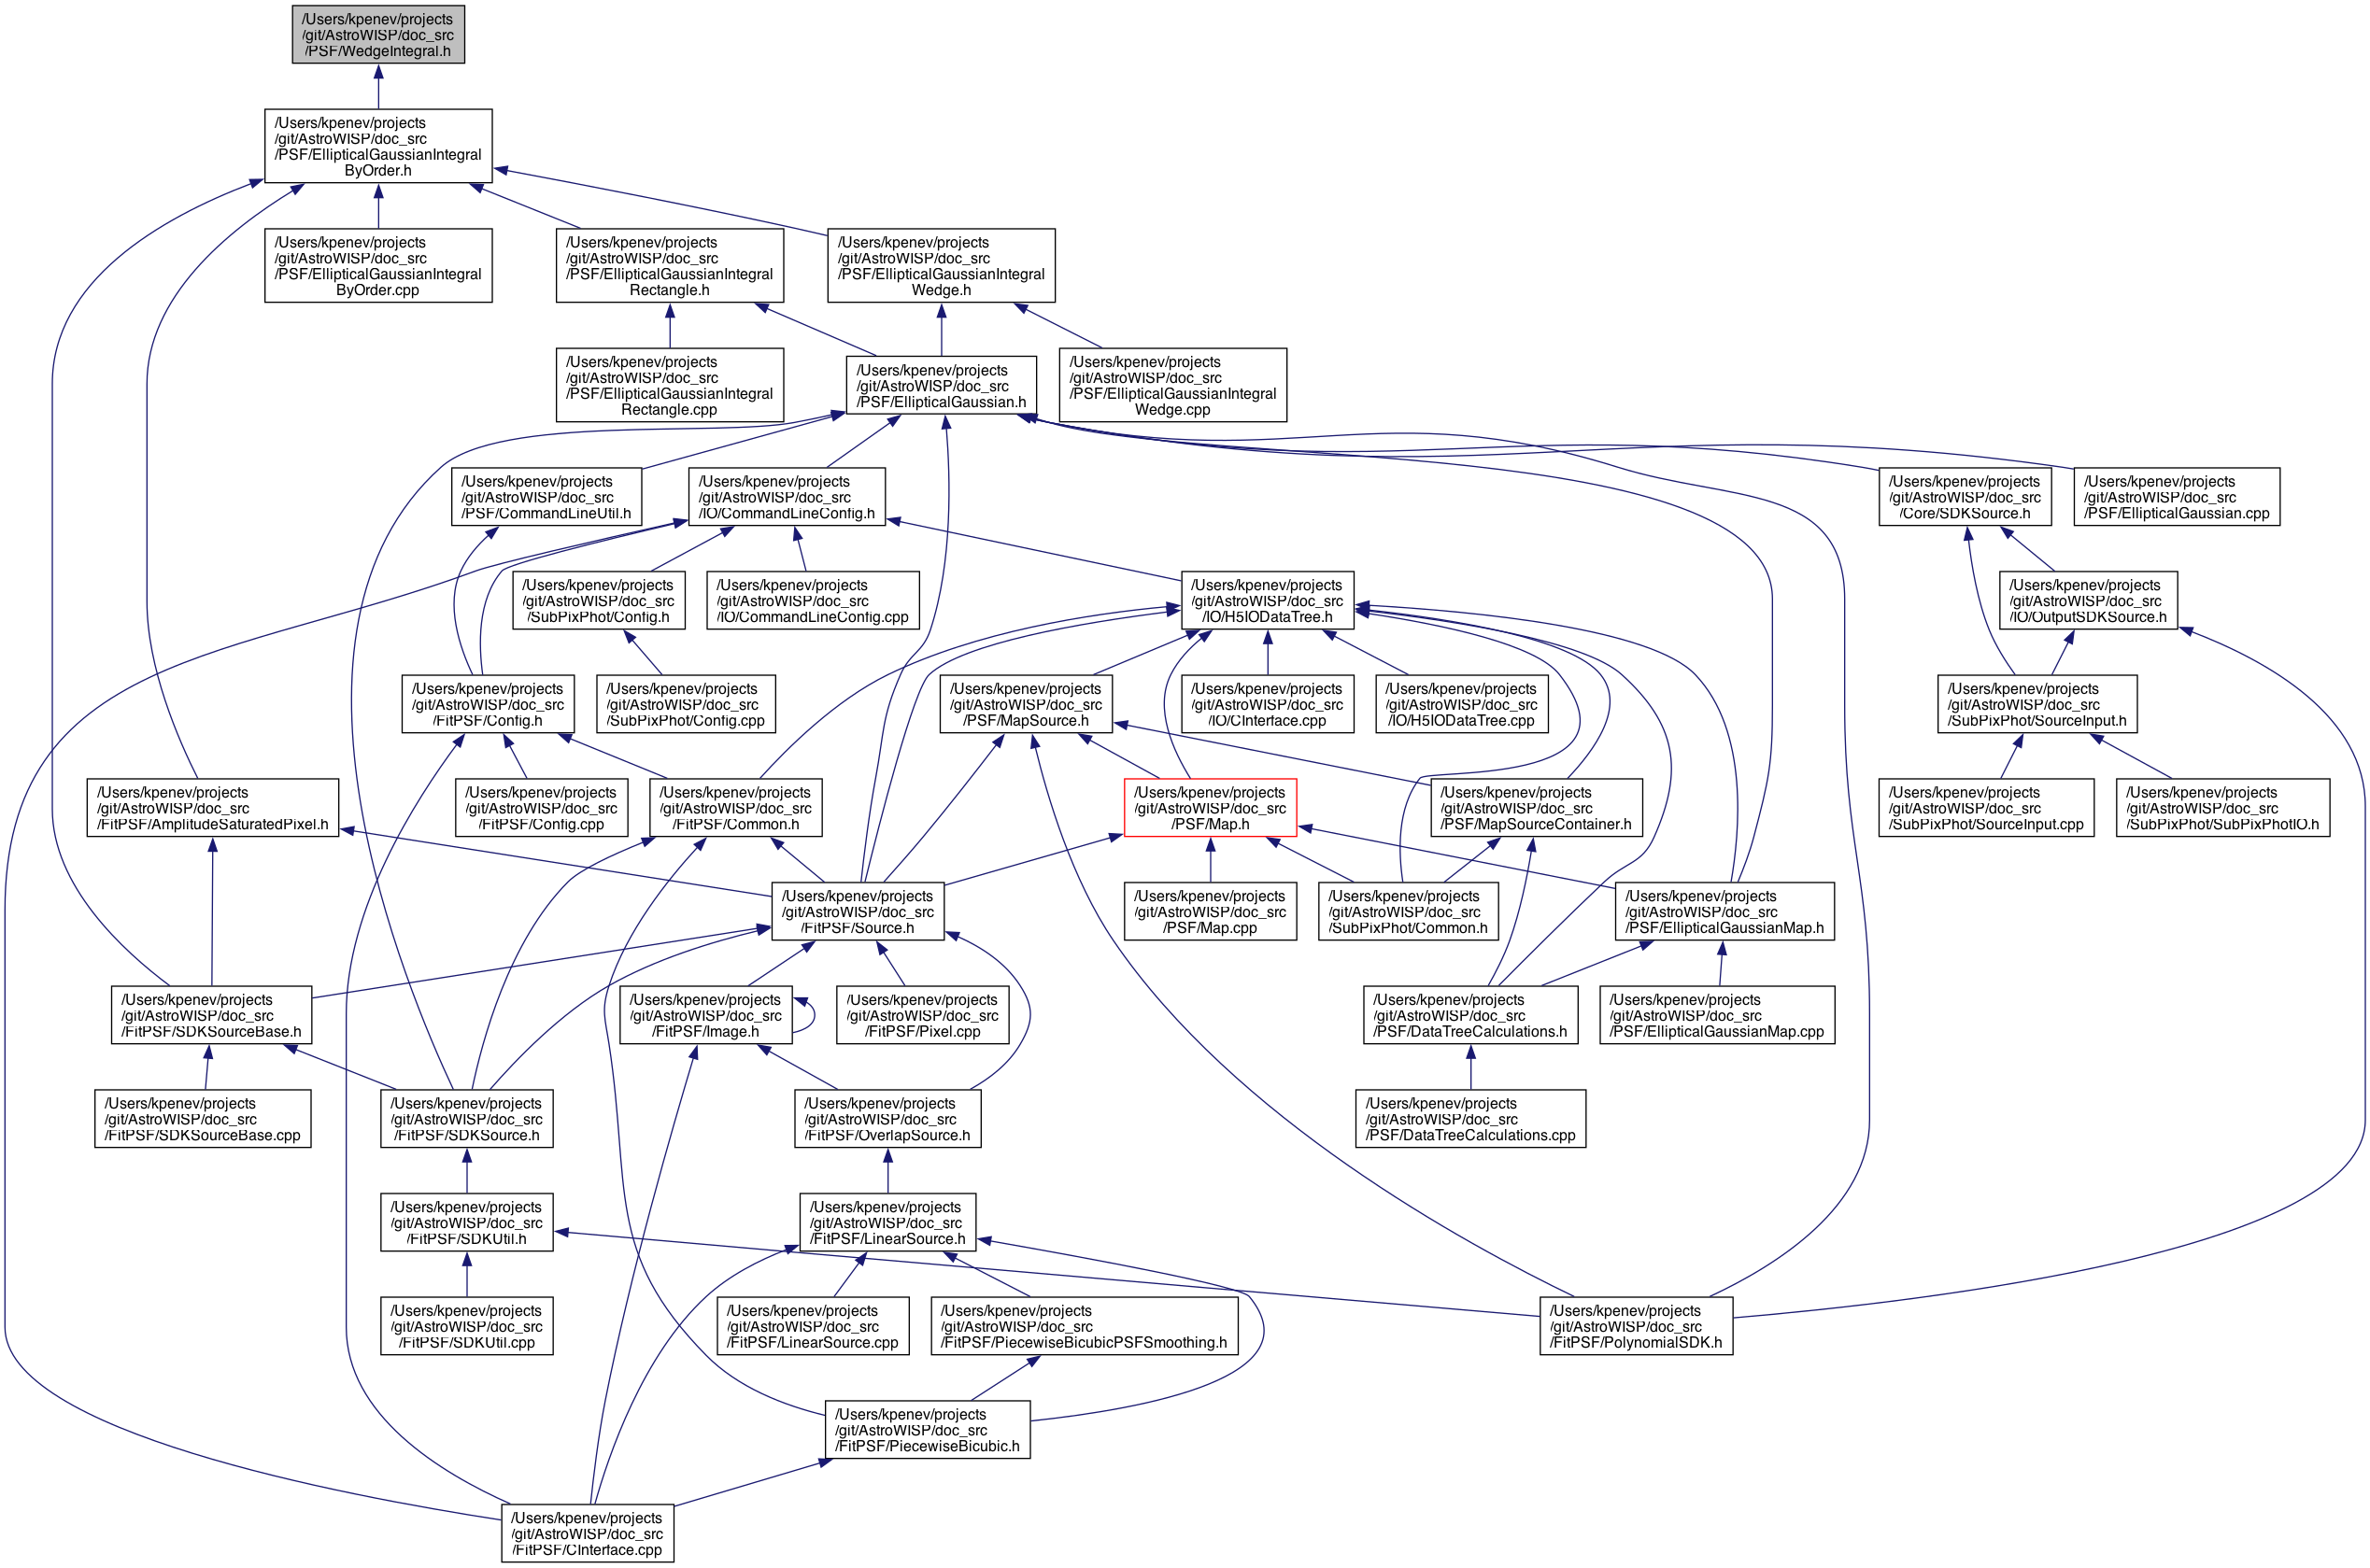 /Users/kpenev/projects
/git/AstroWISP/doc_src
/PSF/WedgeIntegral.h
/Users/kpenev/projects
/git/AstroWISP/doc_src
/PSF/EllipticalGaussianIntegral
ByOrder.h
/Users/kpenev/projects
/git/AstroWISP/doc_src
/PSF/EllipticalGaussianIntegral
ByOrder.cpp
/Users/kpenev/projects
/git/AstroWISP/doc_src
/PSF/EllipticalGaussianIntegral
Rectangle.h
/Users/kpenev/projects
/git/AstroWISP/doc_src
/PSF/EllipticalGaussianIntegral
Wedge.h
/Users/kpenev/projects
/git/AstroWISP/doc_src
/PSF/EllipticalGaussianIntegral
Rectangle.cpp
/Users/kpenev/projects
/git/AstroWISP/doc_src
/PSF/EllipticalGaussian.h
/Users/kpenev/projects
/git/AstroWISP/doc_src
/PSF/EllipticalGaussianIntegral
Wedge.cpp
/Users/kpenev/projects
/git/AstroWISP/doc_src
/PSF/CommandLineUtil.h
/Users/kpenev/projects
/git/AstroWISP/doc_src
/IO/CommandLineConfig.h
/Users/kpenev/projects
/git/AstroWISP/doc_src
/Core/SDKSource.h
/Users/kpenev/projects
/git/AstroWISP/doc_src
/PSF/EllipticalGaussian.cpp
/Users/kpenev/projects
/git/AstroWISP/doc_src
/SubPixPhot/Config.h
/Users/kpenev/projects
/git/AstroWISP/doc_src
/IO/CommandLineConfig.cpp
/Users/kpenev/projects
/git/AstroWISP/doc_src
/IO/H5IODataTree.h
/Users/kpenev/projects
/git/AstroWISP/doc_src
/IO/OutputSDKSource.h
/Users/kpenev/projects
/git/AstroWISP/doc_src
/FitPSF/Config.h
/Users/kpenev/projects
/git/AstroWISP/doc_src
/SubPixPhot/Config.cpp
/Users/kpenev/projects
/git/AstroWISP/doc_src
/PSF/MapSource.h
/Users/kpenev/projects
/git/AstroWISP/doc_src
/IO/CInterface.cpp
/Users/kpenev/projects
/git/AstroWISP/doc_src
/IO/H5IODataTree.cpp
/Users/kpenev/projects
/git/AstroWISP/doc_src
/SubPixPhot/SourceInput.h
/Users/kpenev/projects
/git/AstroWISP/doc_src
/FitPSF/AmplitudeSaturatedPixel.h
/Users/kpenev/projects
/git/AstroWISP/doc_src
/FitPSF/Config.cpp
/Users/kpenev/projects
/git/AstroWISP/doc_src
/FitPSF/Common.h
/Users/kpenev/projects
/git/AstroWISP/doc_src
/PSF/Map.h
/Users/kpenev/projects
/git/AstroWISP/doc_src
/PSF/MapSourceContainer.h
/Users/kpenev/projects
/git/AstroWISP/doc_src
/SubPixPhot/SourceInput.cpp
/Users/kpenev/projects
/git/AstroWISP/doc_src
/SubPixPhot/SubPixPhotIO.h
/Users/kpenev/projects
/git/AstroWISP/doc_src
/FitPSF/Source.h
/Users/kpenev/projects
/git/AstroWISP/doc_src
/PSF/Map.cpp
/Users/kpenev/projects
/git/AstroWISP/doc_src
/SubPixPhot/Common.h
/Users/kpenev/projects
/git/AstroWISP/doc_src
/PSF/EllipticalGaussianMap.h
/Users/kpenev/projects
/git/AstroWISP/doc_src
/FitPSF/SDKSourceBase.h
/Users/kpenev/projects
/git/AstroWISP/doc_src
/FitPSF/Image.h
/Users/kpenev/projects
/git/AstroWISP/doc_src
/FitPSF/Pixel.cpp
/Users/kpenev/projects
/git/AstroWISP/doc_src
/PSF/DataTreeCalculations.h
/Users/kpenev/projects
/git/AstroWISP/doc_src
/PSF/EllipticalGaussianMap.cpp
/Users/kpenev/projects
/git/AstroWISP/doc_src
/FitPSF/SDKSourceBase.cpp
/Users/kpenev/projects
/git/AstroWISP/doc_src
/FitPSF/SDKSource.h
/Users/kpenev/projects
/git/AstroWISP/doc_src
/FitPSF/OverlapSource.h
/Users/kpenev/projects
/git/AstroWISP/doc_src
/PSF/DataTreeCalculations.cpp
/Users/kpenev/projects
/git/AstroWISP/doc_src
/FitPSF/SDKUtil.h
/Users/kpenev/projects
/git/AstroWISP/doc_src
/FitPSF/LinearSource.h
/Users/kpenev/projects
/git/AstroWISP/doc_src
/FitPSF/SDKUtil.cpp
/Users/kpenev/projects
/git/AstroWISP/doc_src
/FitPSF/LinearSource.cpp
/Users/kpenev/projects
/git/AstroWISP/doc_src
/FitPSF/PiecewiseBicubicPSFSmoothing.h
/Users/kpenev/projects
/git/AstroWISP/doc_src
/FitPSF/PolynomialSDK.h
/Users/kpenev/projects
/git/AstroWISP/doc_src
/FitPSF/PiecewiseBicubic.h
/Users/kpenev/projects
/git/AstroWISP/doc_src
/FitPSF/CInterface.cpp